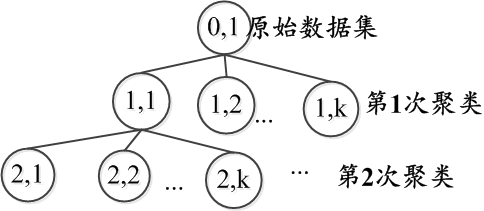 0,1 原始数据集
1,1 1,2 ... 1,k 第1次聚类
2,1 2,2 ... 2,k ... 第2次聚类